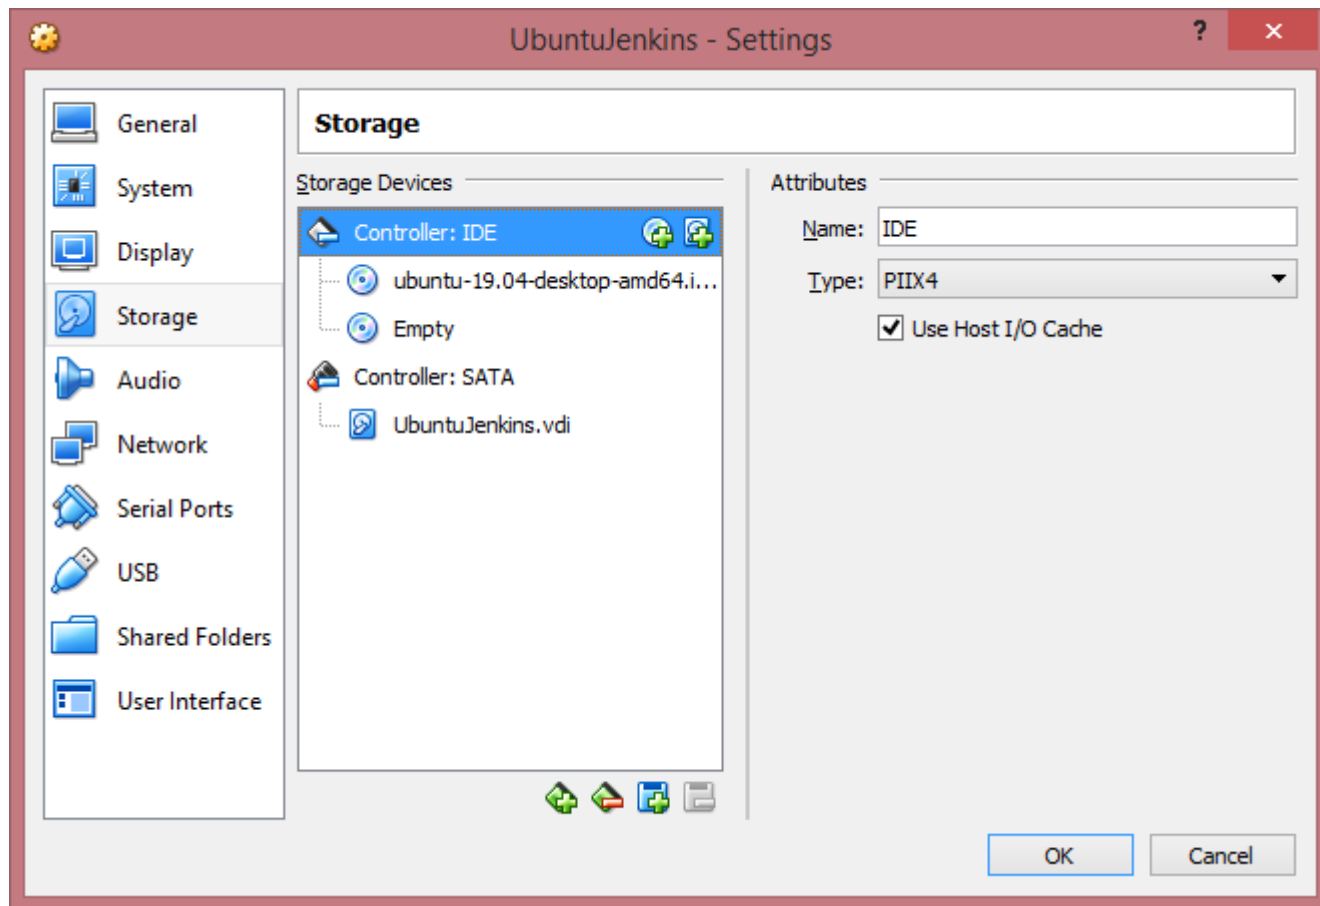 UbuntuJenkins - Settings
?
General
System
Display
Storage
Audio
Network
Serial Ports
USB
Shared Folders
User Interface
Storage
Storage Devices
Controller: IDE
ubuntu-19.04-desktop-amd64.i...
Empty
Controller: SATA
UbuntuJenkins.vdi
Attributes
Name: IDE
Type: PIIX4
Use Host I/O Cache
OK
Cancel